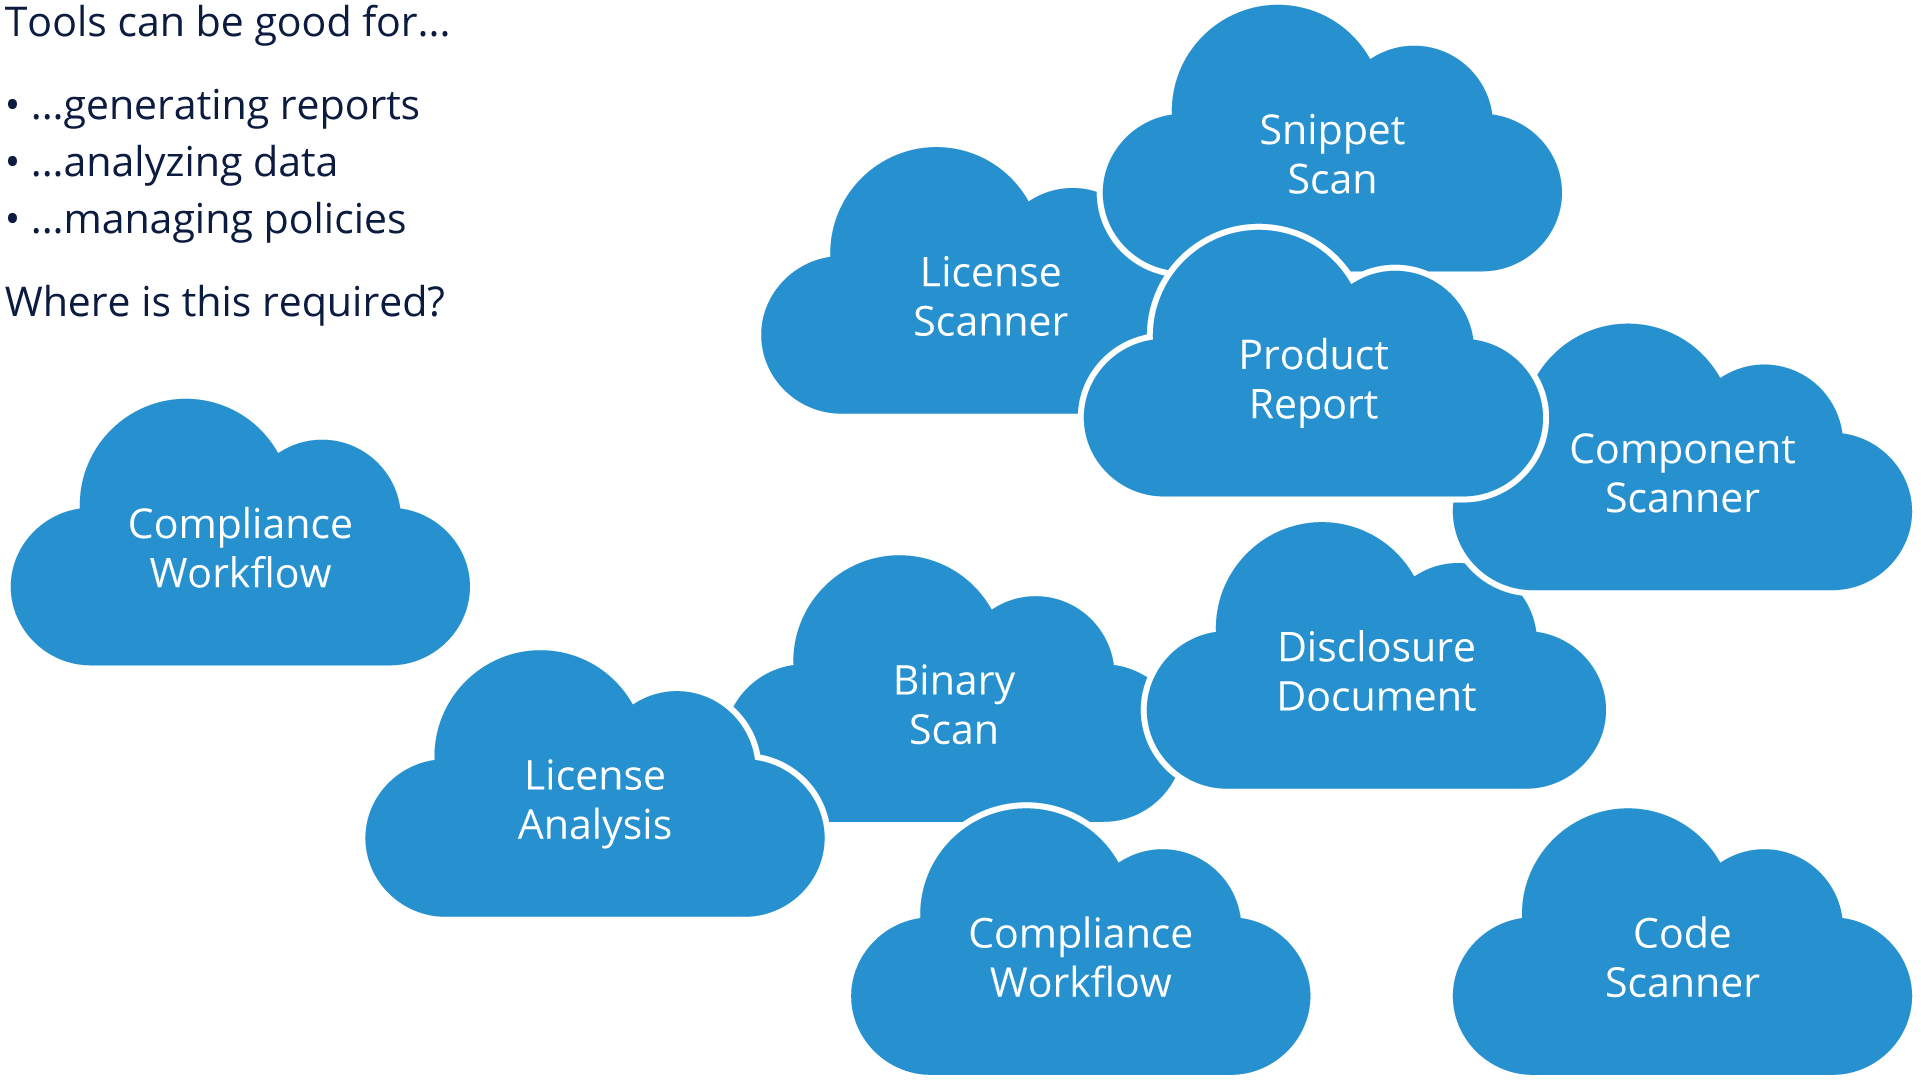 Tools can be good for...
• ...generating reports
• ...analyzing data
• ...managing policies
Where is this required?
Snippet
Scan
License
Scanner
Product
Report
Component
Scanner
Compliance
Workflow
Binary
Scan
Disclosure
Document
License
Analysis
Compliance
Workflow
Code
Scanner